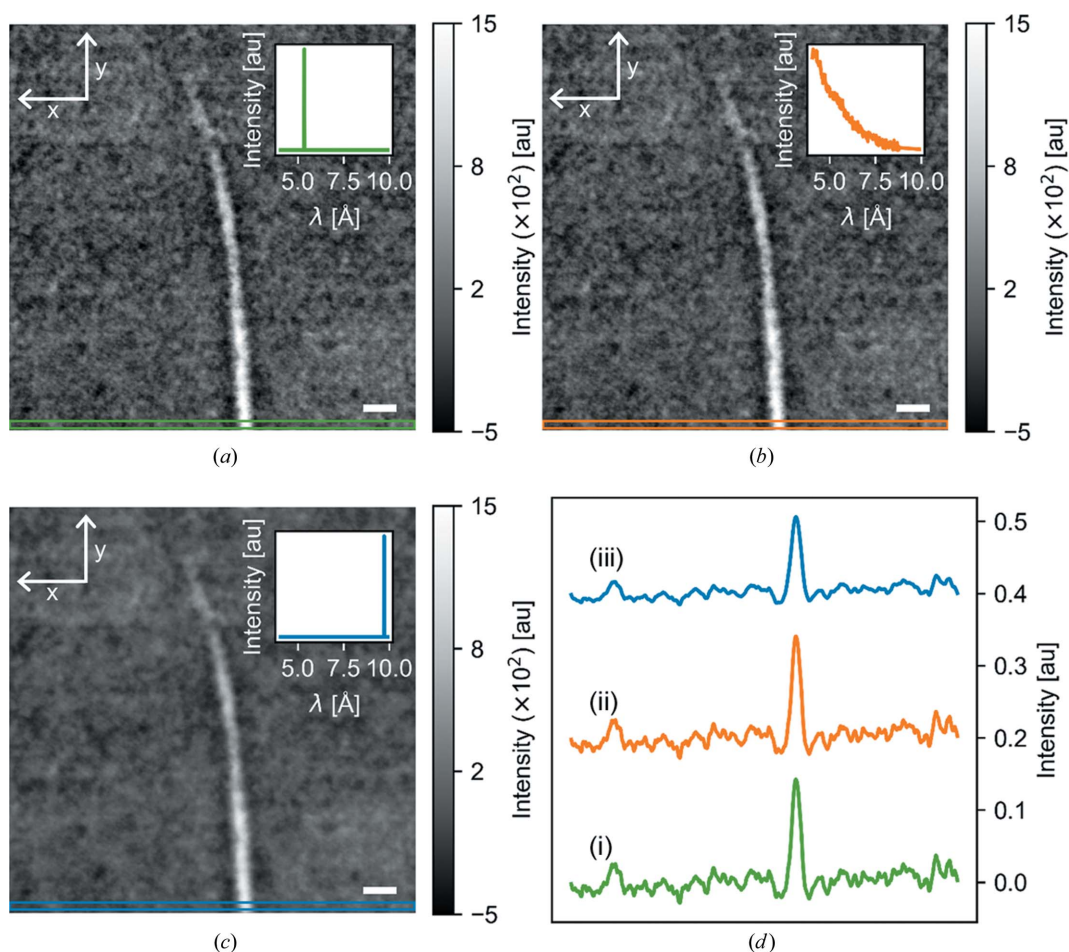 15
y
x
Intensity [au]
5.0 7.5 10.0
λ [Å]
8
2
−5
Intensity (×10²) [au]
(a)
15
y
x
Intensity [au]
5.0 7.5 10.0
λ [Å]
8
2
−5
Intensity (×10²) [au]
(b)
15
y
x
Intensity [au]
5.0 7.5 10.0
λ [Å]
8
2
−5
Intensity (×10²) [au]
(c)
(iii)
(ii)
(i)
0.5
0.4
0.3
0.2
0.1
0.0
Intensity [au]
(d)